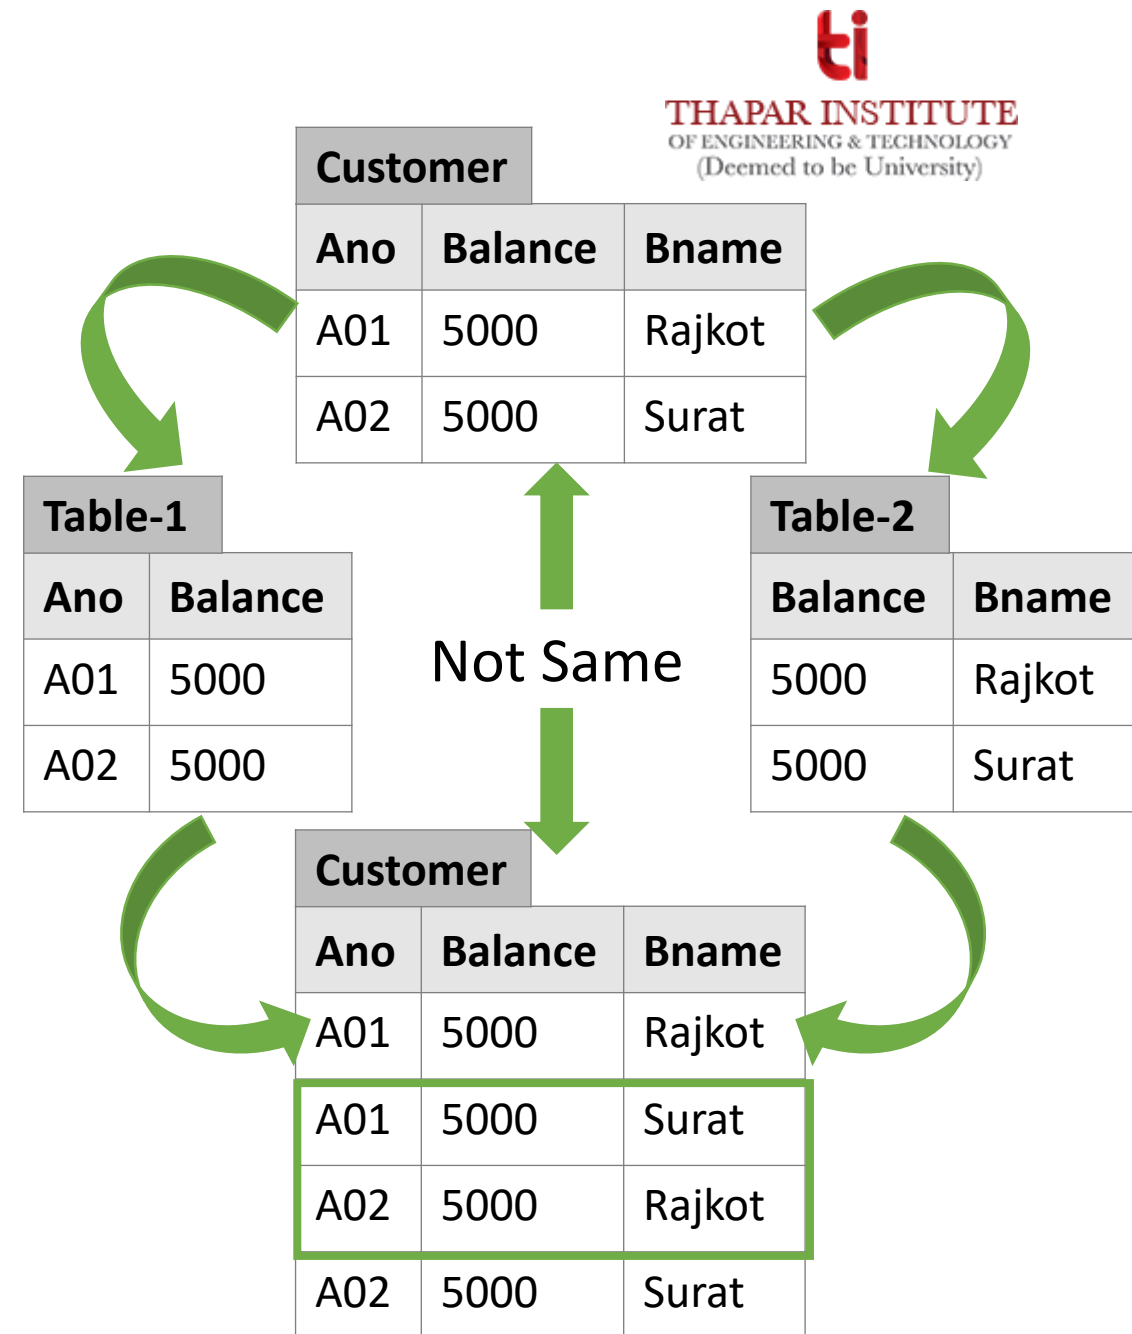 ti
THAPAR INSTITUTE
OF ENGINEERING & TECHNOLOGY
(Deemed to be University)
Customer
Ano Balance Bname
A01 5000 Rajkot
A02 5000 Surat
Table-1
Ano Balance
A01 5000
A02 5000
Not Same
Table-2
Balance Bname
5000 Rajkot
5000 Surat
Customer
Ano Balance Bname
A01 5000 Rajkot
A01 5000 Surat
A02 5000 Rajkot
A02 5000 Surat